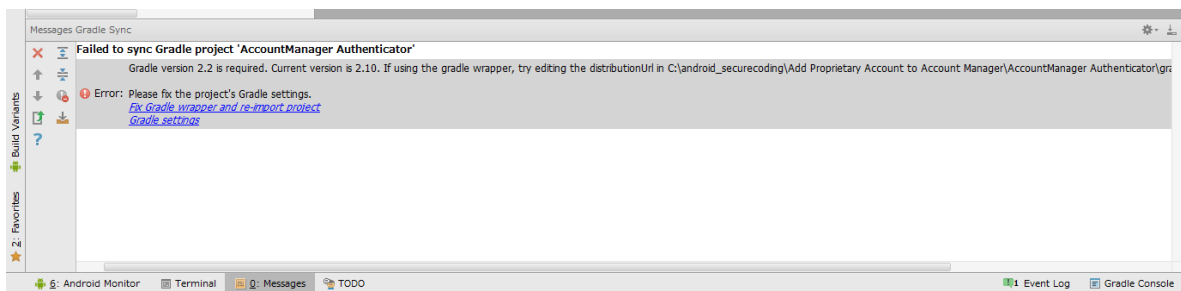 Messages Gradle Sync
Failed to sync Gradle project 'AccountManager Authenticator'
Gradle version 2.2 is required. Current version is 2.10. If using the gradle wrapper, try editing the distributionUrl in C:\android_securecoding\Add Proprietary Account to Account Manager\AccountManager Authenticator\gra
Error: Please fix the project's Gradle settings.
Fix Gradle wrapper and re-import project
Gradle settings
Build Variants
2: Favorites
6: Android Monitor Terminal 0: Messages TODO 1 Event Log Gradle Console